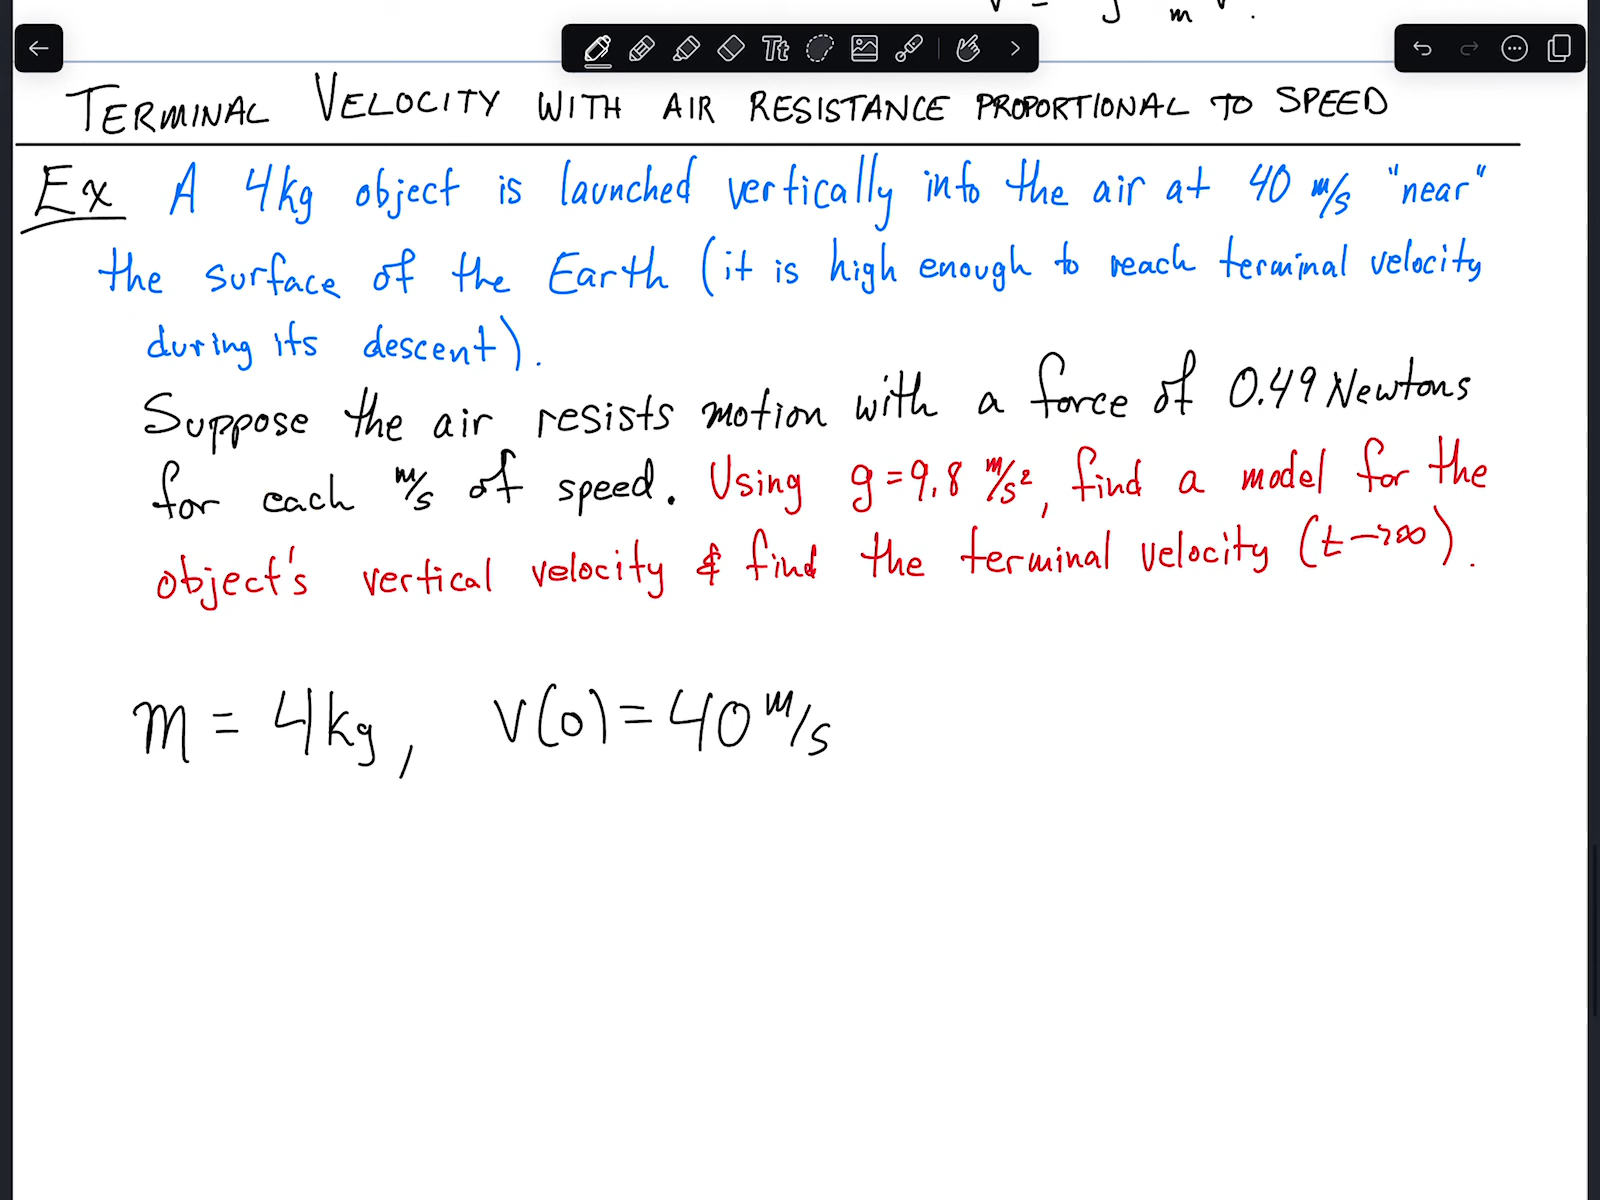 m
Tt
TERMINAL VELOCITY WITH AIR RESISTANCE PROPORTIONAL TO SPEED
Ex A 4kg object is launched vertically into the air at 40 m/s "near"
the surface of the Earth (it is high enough to reach terminal velocity
during its descent).
Suppose the air resists motion with a force of 0.49 Newtons
for each m/s of speed. Using g=9.8 m/s², find a model for the
object's vertical velocity & find the terminal velocity (t→∞).
m = 4kg, v(0) = 40 m/s